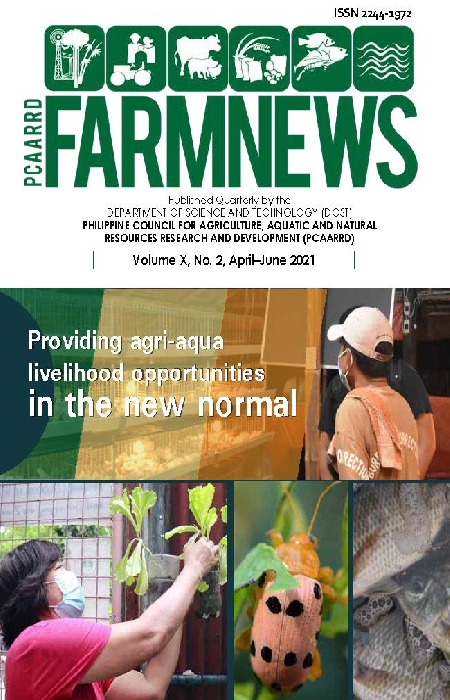 ISSN 2244-1972
PCAARRD
FARMNEWS
Published Quarterly by the
DEPARTMENT OF SCIENCE AND TECHNOLOGY (DOST)
PHILIPPINE COUNCIL FOR AGRICULTURE, AQUATIC AND NATURAL
RESOURCES RESEARCH AND DEVELOPMENT (PCAARRD)
Volume X, No. 2, April–June 2021
Providing agri-aqua
livelihood opportunities
in the new normal